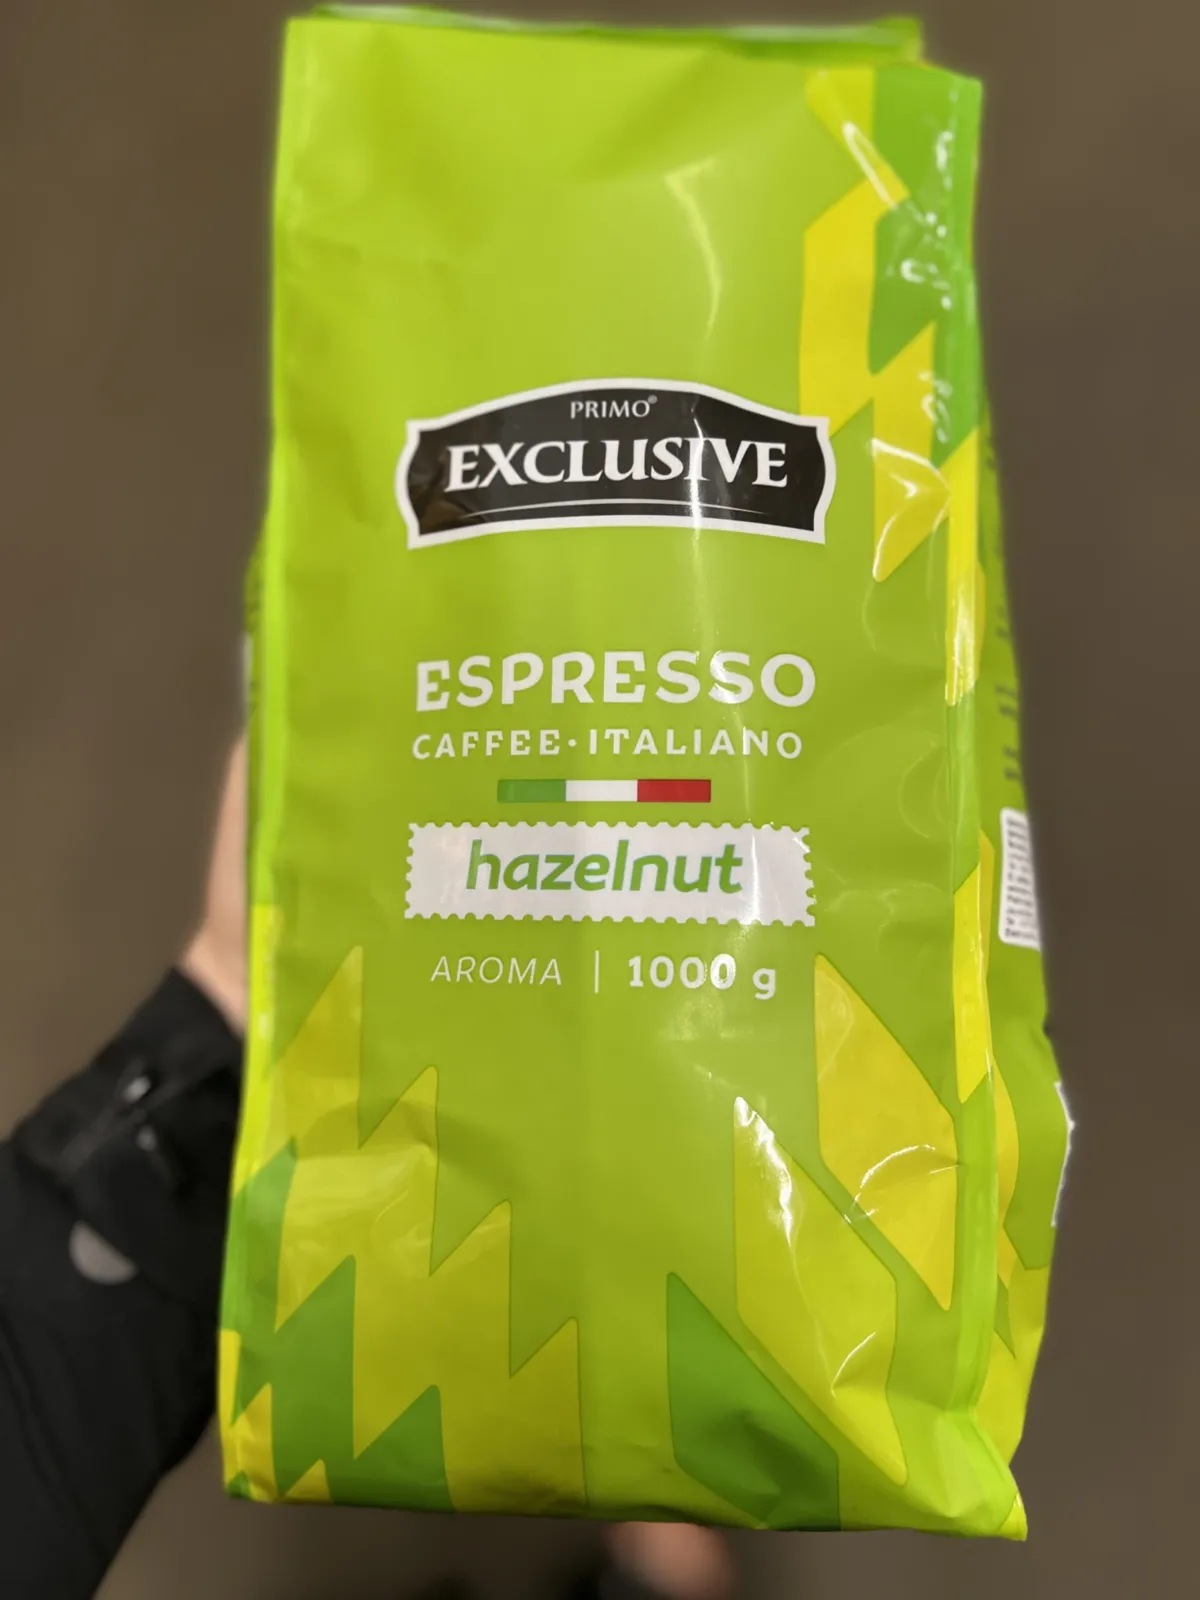 PRIMO®
EXCLUSIVE
ESPRESSO
CAFFEE·ITALIANO
hazelnut
AROMA | 1000 g